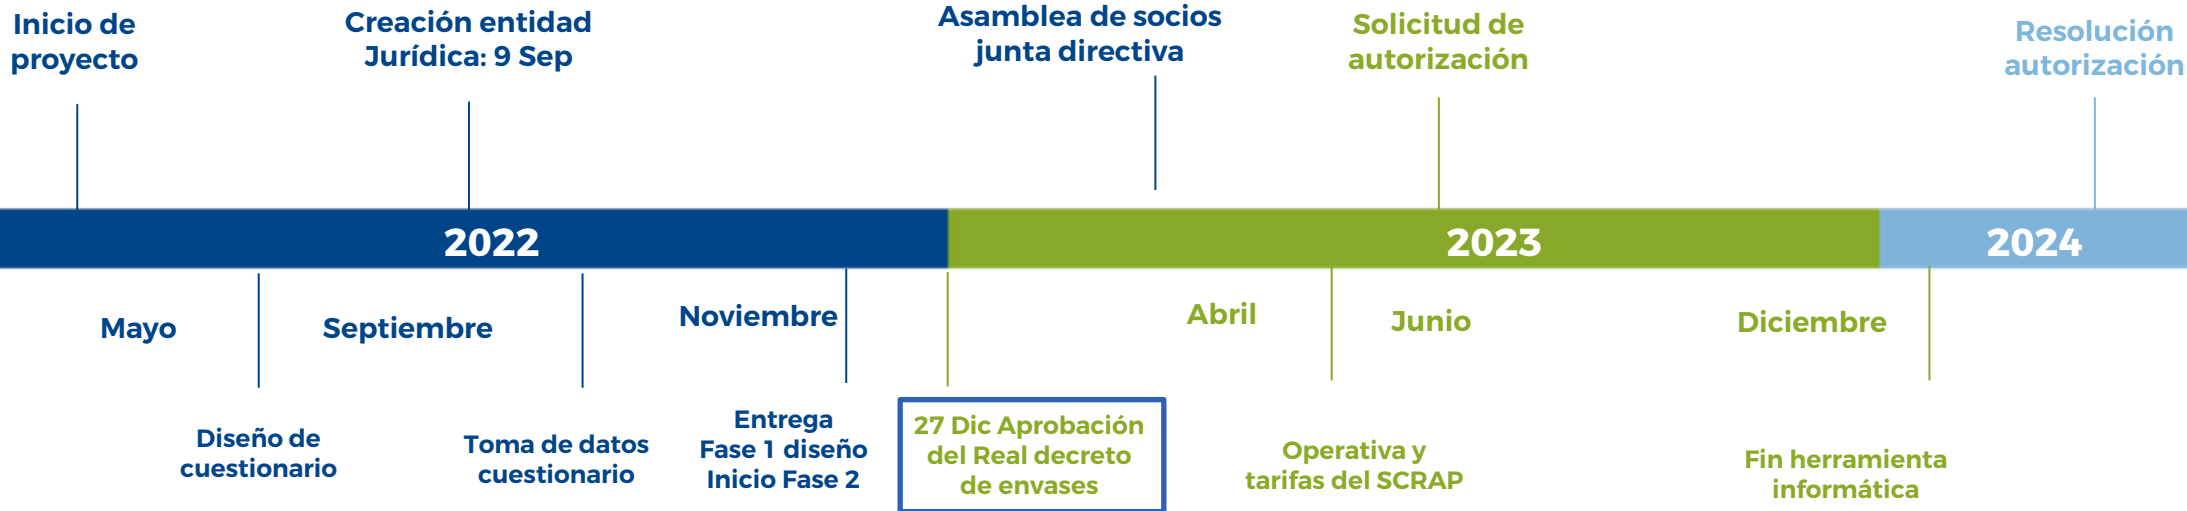 Inicio de
proyecto
Creación entidad
Jurídica: 9 Sep
Asamblea de socios
junta directiva
Solicitud de
autorización
Resolución
autorización
2022
2023
2024
Mayo
Septiembre
Noviembre
Abril
Junio
Diciembre
Diseño de
cuestionario
Toma de datos
cuestionario
Entrega
Fase 1 diseño
Inicio Fase 2
27 Dic Aprobación
del Real decreto
de envases
Operativa y
tarifas del SCRAP
Fin herramienta
informática